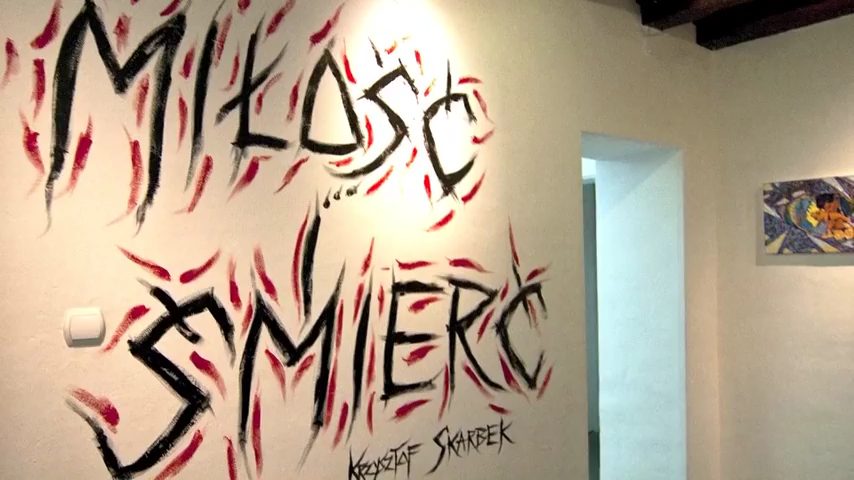 MIŁOŚĆ
... I
ŚMIERĆ
KRZYSZTOF SKARBEK